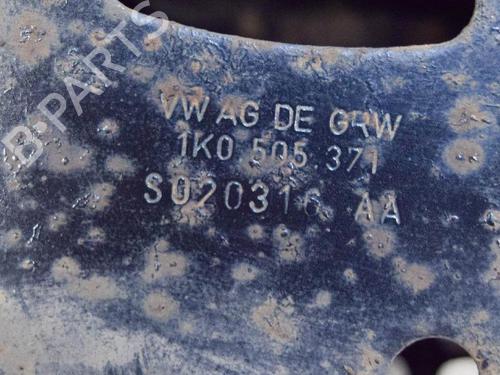 B-PARTS
VW AG DE GRW
1K0 505 371
S020316 AA